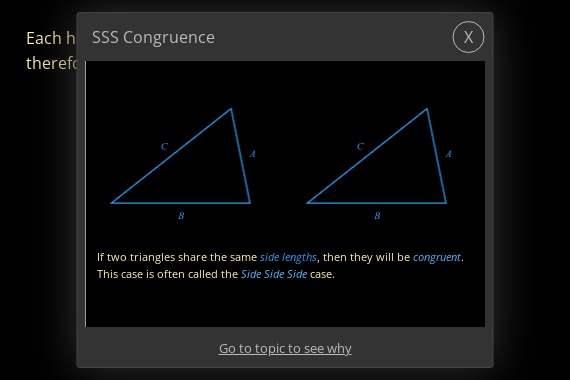 Each h
therefo
SSS Congruence
X
C
A
B
C
A
B
If two triangles share the same side lengths, then they will be congruent.
This case is often called the Side Side Side case.
Go to topic to see why